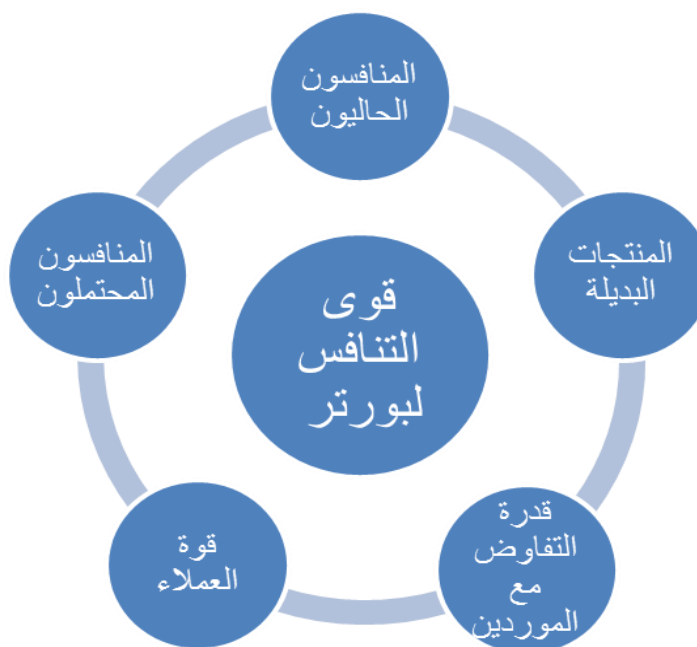 المنافسون
الحاليون
المنتجات
البديلة
قدرة
التفاوض
مع
الموردين
قوة
العملاء
المنافسون
المحتملون
قوى
التنافس
لبورتر